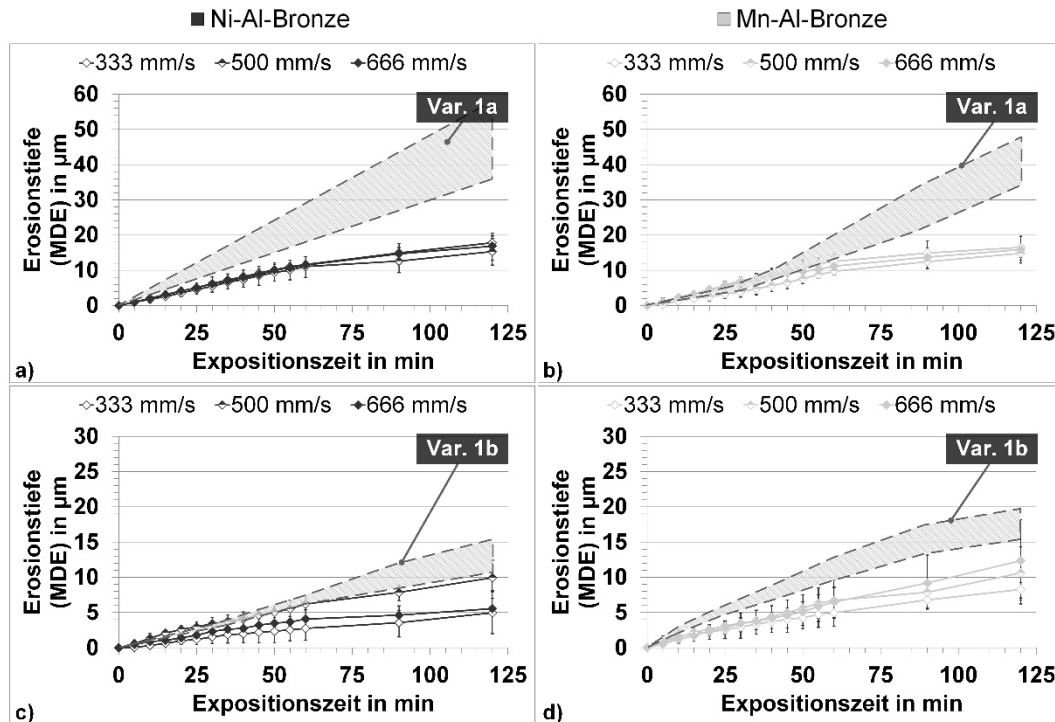 Ni-Al-Bronze
Mn-Al-Bronze
333 mm/s 500 mm/s 666 mm/s
Var. 1a
60
50
40
30
20
10
0
Erosionstiefe
(MDE) in µm
0 25 50 75 100 125
Expositionszeit in min
a)
333 mm/s 500 mm/s 666 mm/s
Var. 1a
60
50
40
30
20
10
0
Erosionstiefe
(MDE) in µm
0 25 50 75 100 125
Expositionszeit in min
b)
333 mm/s 500 mm/s 666 mm/s
Var. 1b
30
25
20
15
10
5
0
Erosionstiefe
(MDE) in µm
0 25 50 75 100 125
Expositionszeit in min
c)
333 mm/s 500 mm/s 666 mm/s
Var. 1b
30
25
20
15
10
5
0
Erosionstiefe
(MDE) in µm
0 25 50 75 100 125
Expositionszeit in min
d)